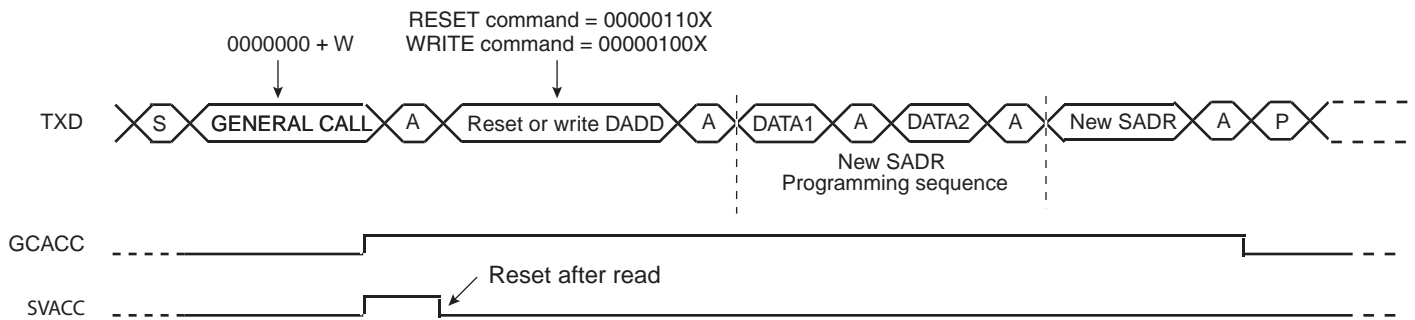 RESET command = 00000110X
0000000 + W WRITE command = 00000100X
TXD S GENERAL CALL A Reset or write DADD A DATA1 A DATA2 A New SADR A P
New SADR
Programming sequence
GCACC
Reset after read
SVACC